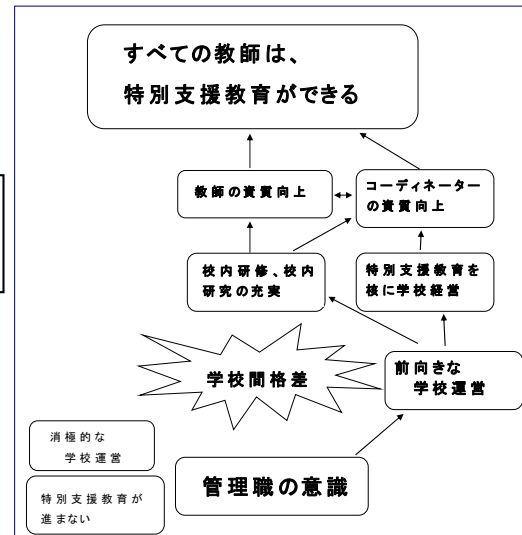 すべての教師は、
特別支援教育ができる
教師の資質向上
コーディネーター
の資質向上
校内研修、校内
研究の充実
特別支援教育を
核に学校経営
学校間格差
前向きな
学校運営
消極的な
学校運営
特別支援教育が
進まない
管理職の意識